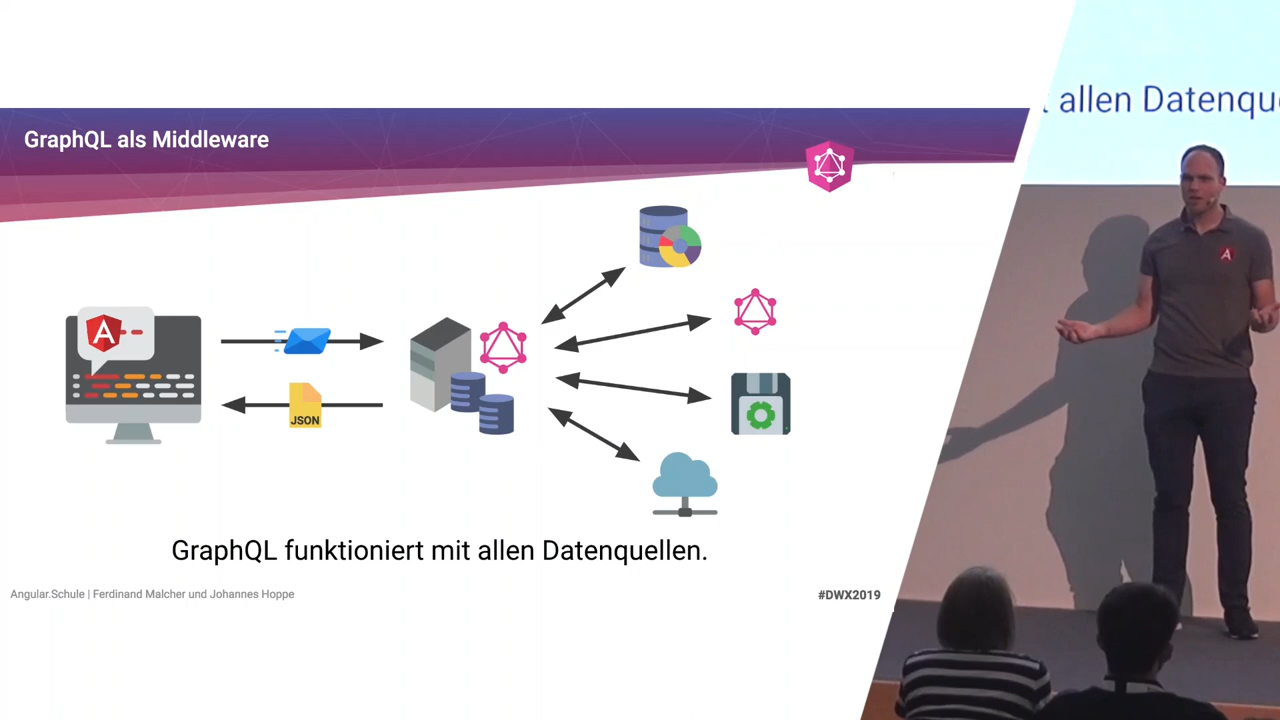 GraphQL als Middleware
allen Datenqu
A
JSON
A
GraphQL funktioniert mit allen Datenquellen.
Angular.Schule | Ferdinand Malcher und Johannes Hoppe
#DWX2019